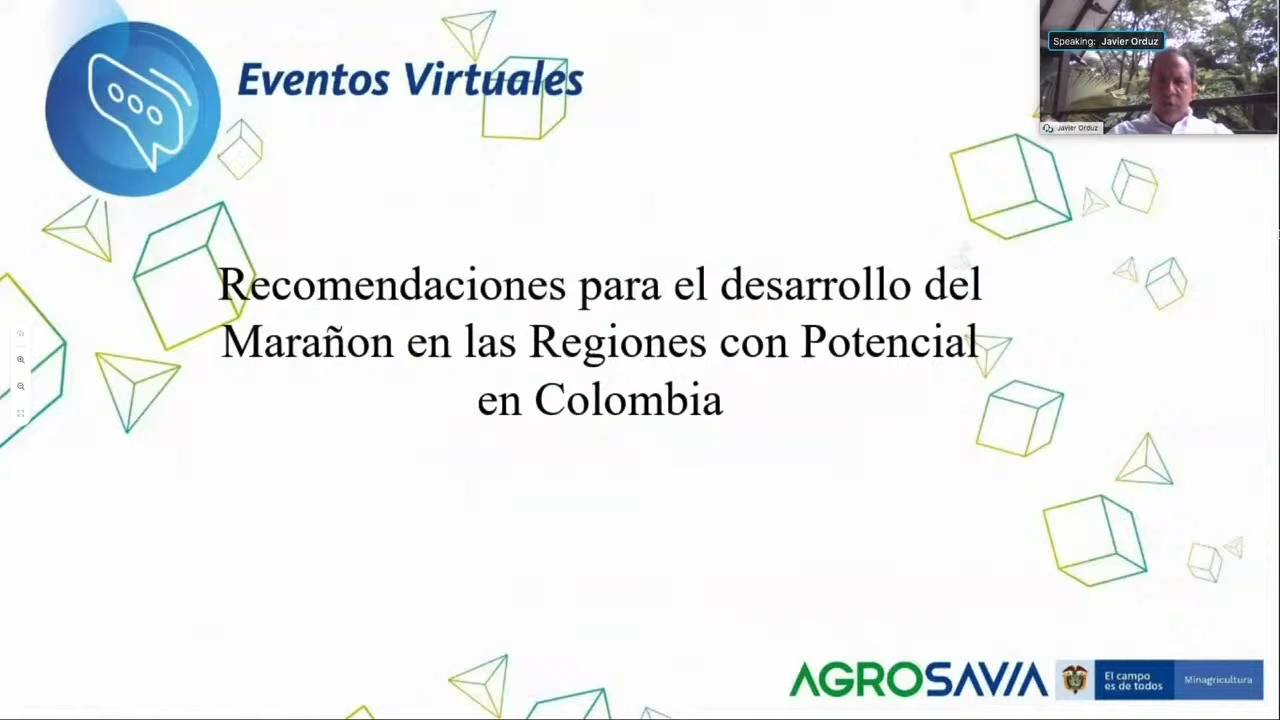 Eventos Virtuales
Speaking: Javier Orduz
Javier Orduz
Recomendaciones para el desarrollo del
Marañon en las Regiones con Potencial
en Colombia
AGROSAVIA
El campo
es de todos
Minagricultura